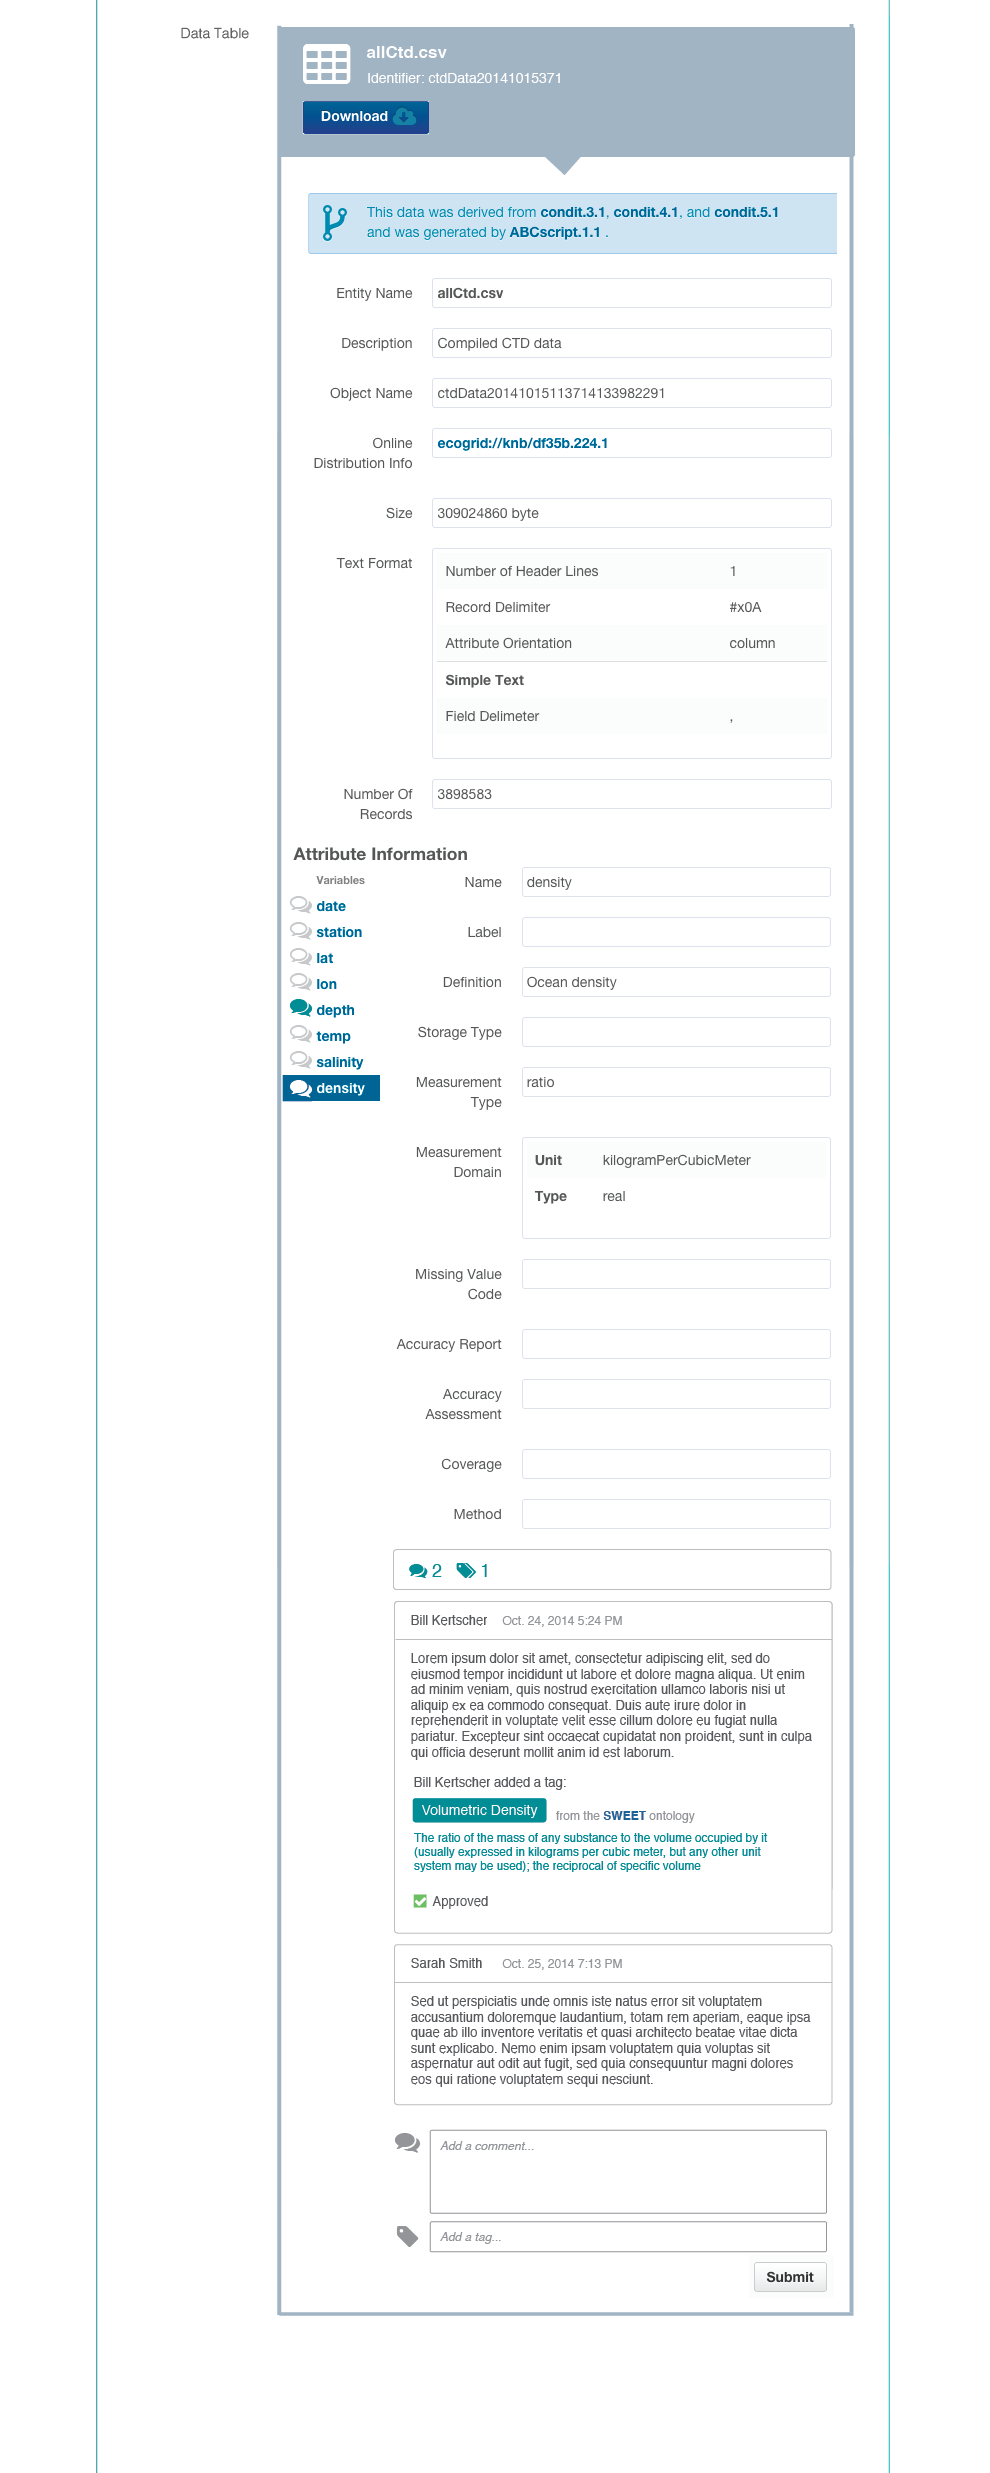 Data Table
allCtd.csv
Identifier: ctdData20141015371
Download
This data was derived from condit.3.1, condit.4.1, and condit.5.1
and was generated by ABCscript.1.1 .
Entity Name
allCtd.csv
Description
Compiled CTD data
Object Name
ctdData20141015113714133982291
Online
Distribution Info
ecogrid://knb/df35b.224.1
Size
309024860 byte
Text Format
Number of Header Lines 1
Record Delimiter #x0A
Attribute Orientation column
Simple Text
Field Delimeter ,
Number Of
Records
3898583
Attribute Information
Variables
date
station
lat
lon
depth
temp
salinity
density
Name
density
Label
Definition
Ocean density
Storage Type
Measurement
Type
ratio
Measurement
Domain
Unit kilogramPerCubicMeter
Type real
Missing Value
Code
Accuracy Report
Accuracy
Assessment
Coverage
Method
2 1
Bill Kertscher Oct. 24, 2014 5:24 PM
Lorem ipsum dolor sit amet, consectetur adipiscing elit, sed do
eiusmod tempor incididunt ut labore et dolore magna aliqua. Ut enim
ad minim veniam, quis nostrud exercitation ullamco laboris nisi ut
aliquip ex ea commodo consequat. Duis aute irure dolor in
reprehenderit in voluptate velit esse cillum dolore eu fugiat nulla
pariatur. Excepteur sint occaecat cupidatat non proident, sunt in culpa
qui officia deserunt mollit anim id est laborum.
Bill Kertscher added a tag:
Volumetric Density from the SWEET ontology
The ratio of the mass of any substance to the volume occupied by it
(usually expressed in kilograms per cubic meter, but any other unit
system may be used); the reciprocal of specific volume
Approved
Sarah Smith Oct. 25, 2014 7:13 PM
Sed ut perspiciatis unde omnis iste natus error sit voluptatem
accusantium doloremque laudantium, totam rem aperiam, eaque ipsa
quae ab illo inventore veritatis et quasi architecto beatae vitae dicta
sunt explicabo. Nemo enim ipsam voluptatem quia voluptas sit
aspernatur aut odit aut fugit, sed quia consequuntur magni dolores
eos qui ratione voluptatem sequi nesciunt.
Add a comment...
Add a tag...
Submit